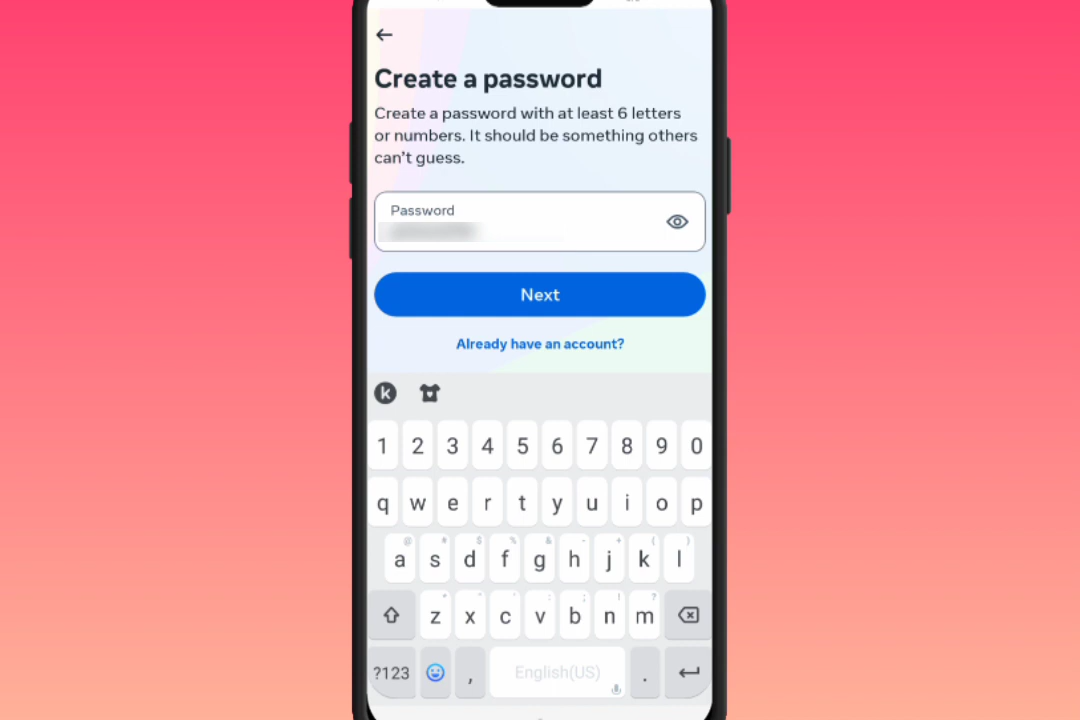 Create a password
Create a password with at least 6 letters
or numbers. It should be something others
can't guess.
Password
Next
Already have an account?
k
1 2 3 4 5 6 7 8 9 0
q w e r t y u i o p
@ # $ % & - + ( )
a s d f g h j k l
z x c v b n m
?123 , English(US) .